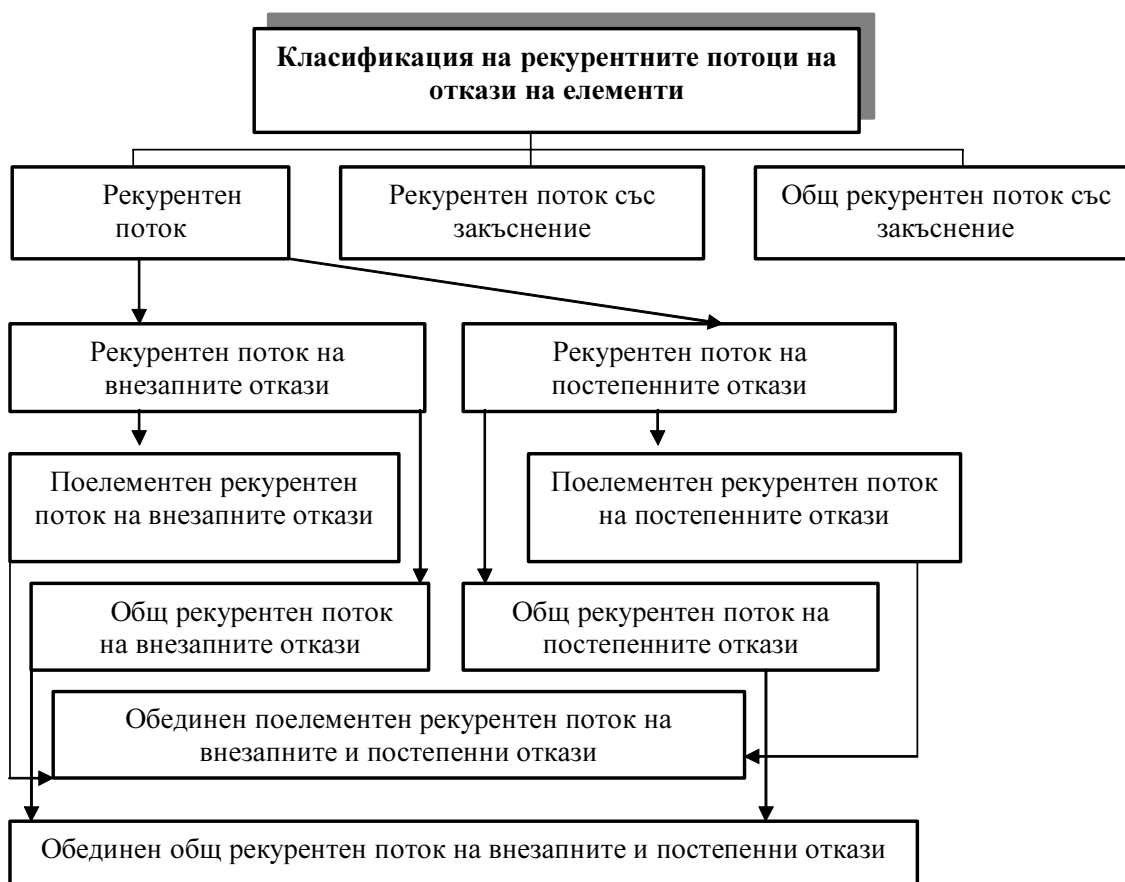 Класификация на рекурентните потоци на
откази на елементи
Рекурентен
поток
Рекурентен поток със
закъснение
Общ рекурентен поток със
закъснение
Рекурентен поток на
внезапните откази
Рекурентен поток на
постепенните откази
Поелементен рекурентен
поток на внезапните откази
Поелементен рекурентен поток
на постепенните откази
Общ рекурентен поток
на внезапните откази
Общ рекурентен поток на
постепенните откази
Обединен поелементен рекурентен поток на
внезапните и постепенни откази
Обединен общ рекурентен поток на внезапните и постепенни откази